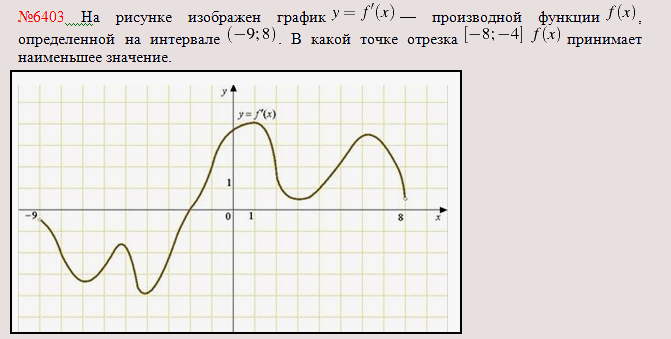 №6403 На рисунке изображен график y = f'(x) — производной функции f(x),
определенной на интервале (−9;8). В какой точке отрезка [−8;−4] f(x) принимает
наименьшее значение.
y
y = f'(x)
1
−9 0 1 8 x